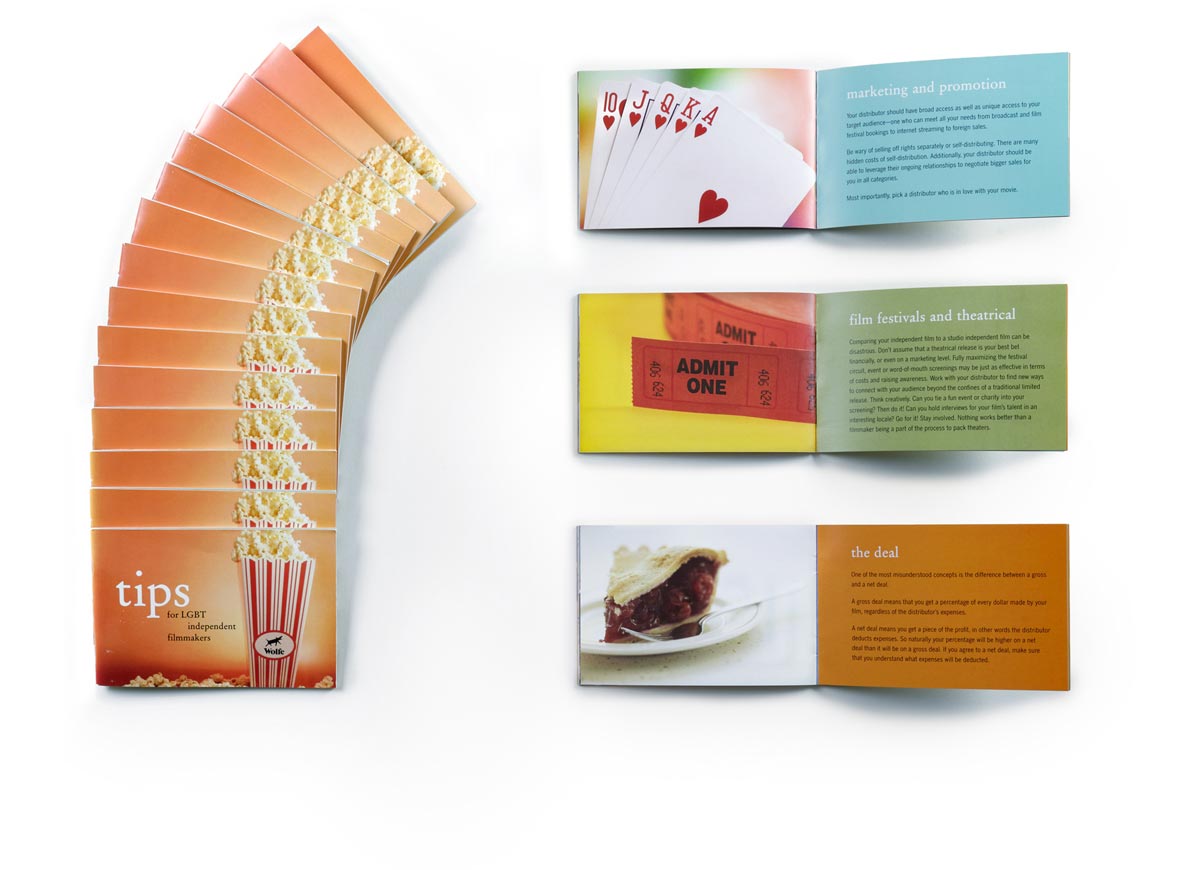 tips
for LGBT
independent
filmmakers
Wolfe
10 J Q K A
marketing and promotion
Your distributor should have broad access as well as unique access to your
target audience—one who can meet all your needs from broadcast and film
festival bookings to internet streaming to foreign sales.
Be wary of selling off rights separately or self-distributing. There are many
hidden costs of self-distribution. Additionally, your distributor should be
able to leverage their ongoing relationships to negotiate bigger sales for
you in all categories.
Most importantly, pick a distributor who is in love with your movie.
ADMIT
406 624
ADMIT
ONE
406 624
406 624
film festivals and theatrical
Comparing your independent film to a studio independent film can be
disastrous. Don't assume that a theatrical release is your best bet
financially, or even on a marketing level. Fully maximizing the festival
circuit, event or word-of-mouth screenings may be just as effective in terms
of costs and raising awareness. Work with your distributor to find new ways
to connect with your audience beyond the confines of a traditional limited
release. Think creatively. Can you tie a fun event or charity into your
screening? Then do it! Can you hold interviews for your film's talent in an
interesting locale? Go for it! Stay involved. Nothing works better than a
filmmaker being a part of the process to pack theaters.
the deal
One of the most misunderstood concepts is the difference between a gross
and a net deal.
A gross deal means that you get a percentage of every dollar made by your
film, regardless of the distributor's expenses.
A net deal means you get a piece of the profit, in other words the distributor
deducts expenses. So naturally your percentage will be higher on a net
deal than it will be on a gross deal. If you agree to a net deal, make sure
that you understand what expenses will be deducted.